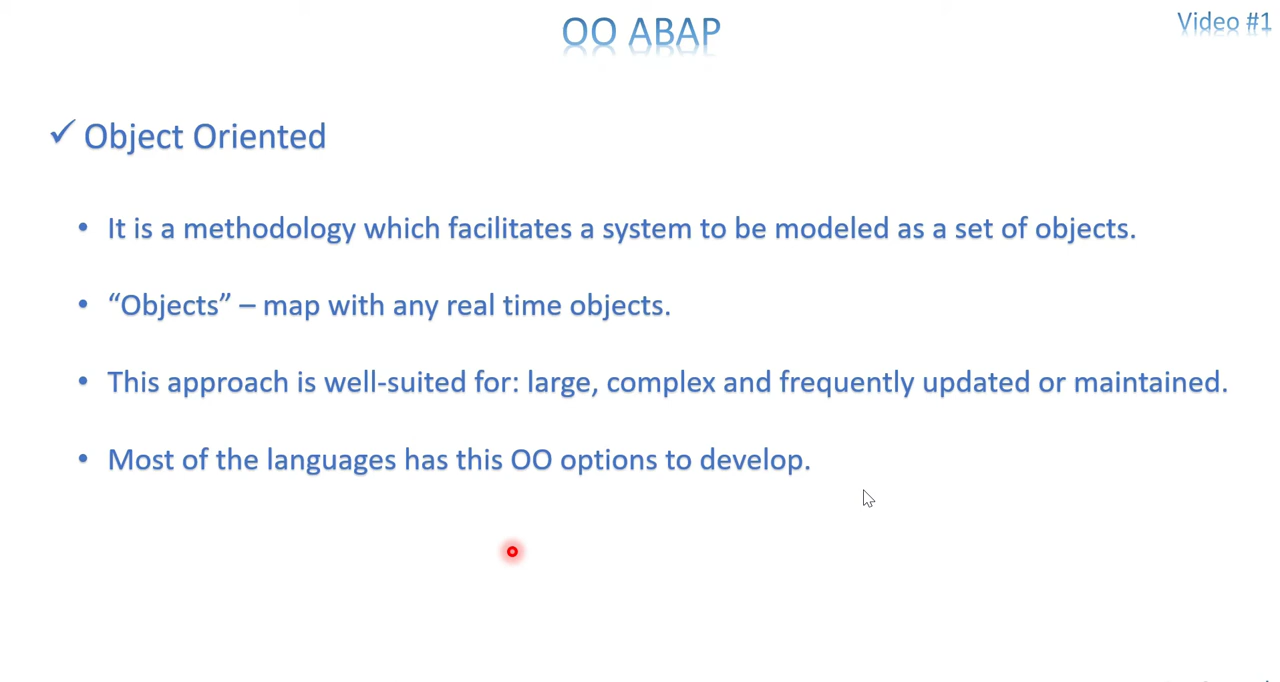 OO ABAP
Video #1
✓ Object Oriented
• It is a methodology which facilitates a system to be modeled as a set of objects.
• “Objects” – map with any real time objects.
• This approach is well-suited for: large, complex and frequently updated or maintained.
• Most of the languages has this OO options to develop.